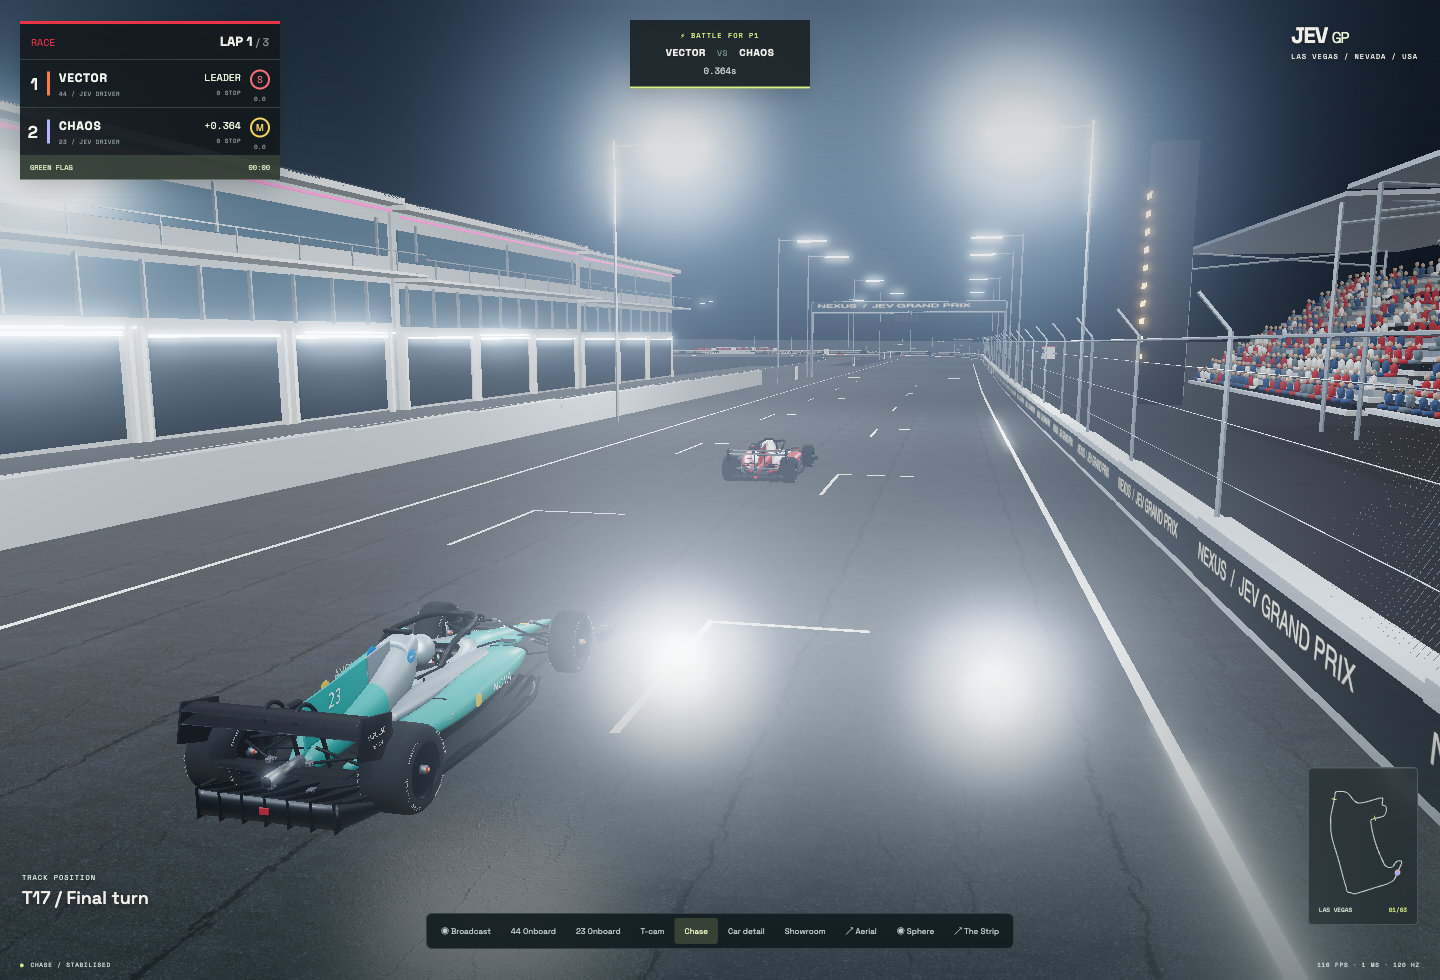 RACE
LAP 1 / 3
1 VECTOR LEADER S
44 / JEV DRIVER 0 STOP 0.0
2 CHAOS +0.364 M
23 / JEV DRIVER 0 STOP 0.0
GREEN FLAG 00:00
⚡ BATTLE FOR P1
VECTOR VS CHAOS
0.364s
JEV GP
LAS VEGAS / NEVADA / USA
NEXUS / JEV GRAND PRIX
NEXUS / JEV GRAND PRIX
NEXUS / JEV GRAND PRIX
N
23
TRACK POSITION
T17 / Final turn
LAS VEGAS 01/03
Broadcast 44 Onboard 23 Onboard T-cam Chase Car detail Showroom Aerial Sphere The Strip
CHASE / STABILISED
116 FPS · 1 MS · 120 HZ